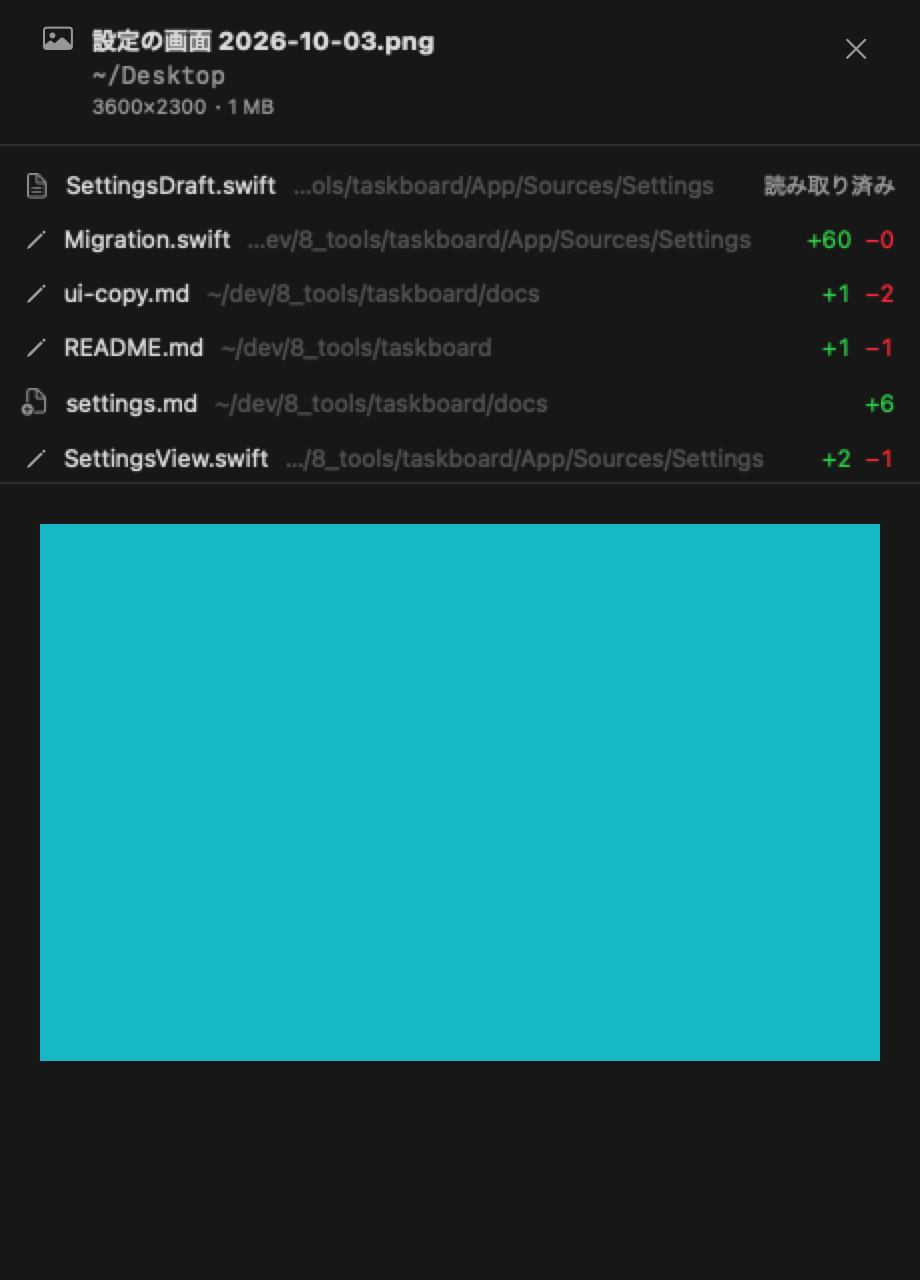 設定の画面 2026-10-03.png
~/Desktop
3600×2300 · 1 MB
SettingsDraft.swift ...ols/taskboard/App/Sources/Settings 読み取り済み
Migration.swift ...ev/8_tools/taskboard/App/Sources/Settings +60 −0
ui-copy.md ~/dev/8_tools/taskboard/docs +1 −2
README.md ~/dev/8_tools/taskboard +1 −1
settings.md ~/dev/8_tools/taskboard/docs +6
SettingsView.swift .../8_tools/taskboard/App/Sources/Settings +2 −1